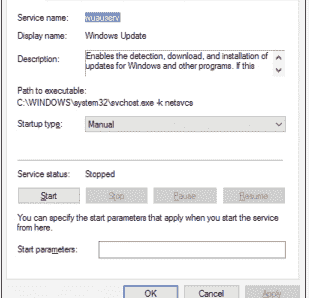 Service name: wuauserv
Display name: Windows Update
Description: Enables the detection, download, and installation of
updates for Windows and other programs. If this
Path to executable:
C:\WINDOWS\system32\svchost.exe -k netsvcs
Startup type: Manual
Service status: Stopped
Start Stop Pause Resume
You can specify the start parameters that apply when you start the service
from here.
Start parameters:
OK Cancel Apply